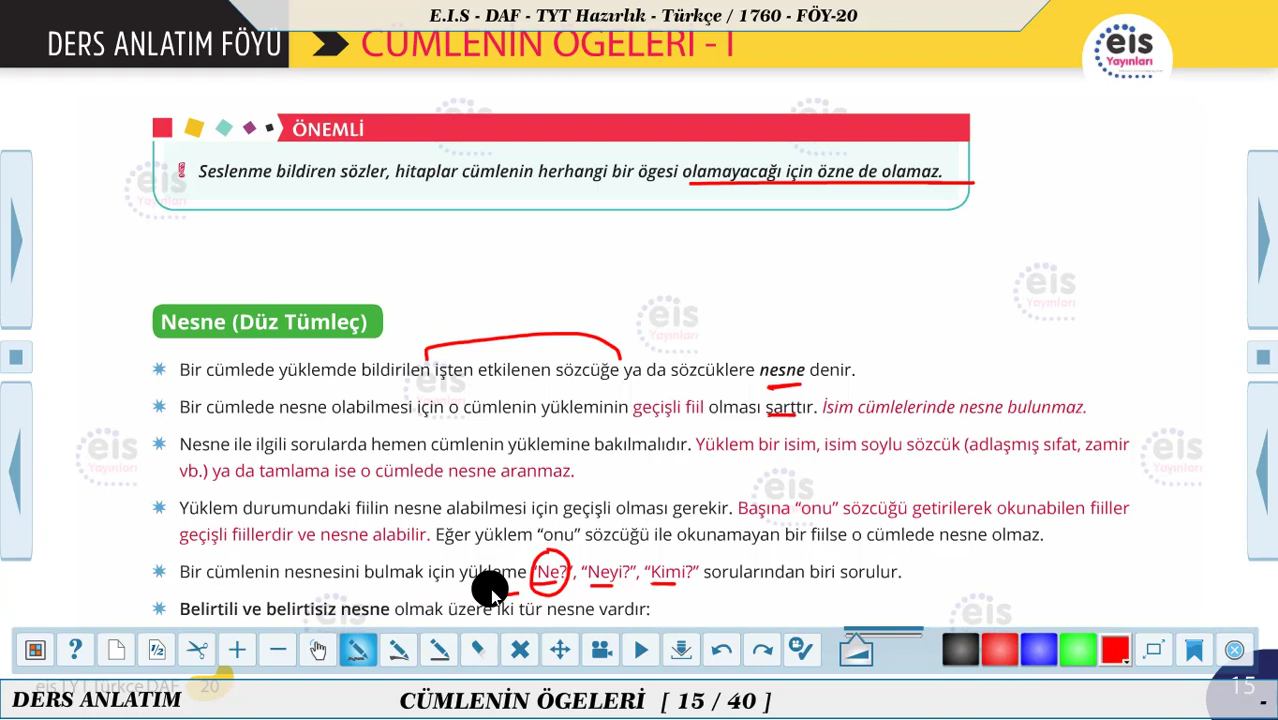 E.I.S - DAF - TYT Hazırlık - Türkçe / 1760 - FÖY-20
DERS ANLATIM FÖYÜ
CÜMLENİN ÖGELERİ - I
eis
Yayınları
ÖNEMLİ
Seslenme bildiren sözler, hitaplar cümlenin herhangi bir ögesi olamayacağı için özne de olamaz.
Nesne (Düz Tümleç)
Bir cümlede yüklemde bildirilen işten etkilenen sözcüğe ya da sözcüklere nesne denir.
Bir cümlede nesne olabilmesi için o cümlenin yükleminin geçişli fiil olması şarttır. İsim cümlelerinde nesne bulunmaz.
Nesne ile ilgili sorularda hemen cümlenin yüklemine bakılmalıdır. Yüklem bir isim, isim soylu sözcük (adlaşmış sıfat, zamir
vb.) ya da tamlama ise o cümlede nesne aranmaz.
Yüklem durumundaki fiilin nesne alabilmesi için geçişli olması gerekir. Başına “onu” sözcüğü getirilerek okunabilen fiiller
geçişli fiillerdir ve nesne alabilir. Eğer yüklem “onu” sözcüğü ile okunamayan bir fiilse o cümlede nesne olmaz.
Bir cümlenin nesnesini bulmak için yükleme “Ne?”, “Neyi?”, “Kimi?” sorularından biri sorulur.
Belirtili ve belirtisiz nesne olmak üzere iki tür nesne vardır:
eis TYT Türkçe DAF 20
15
DERS ANLATIM
CÜMLENİN ÖGELERİ [ 15 / 40 ]
-